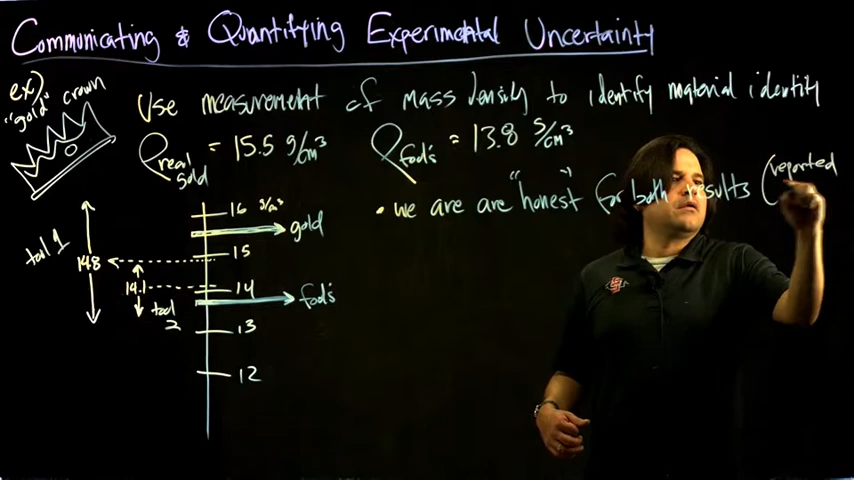 Communicating & Quantifying Experimental Uncertainty
ex)
"gold" crown
Use measurement of mass density to identify material identity
ρ real gold = 15.5 g/cm³
ρ fool's = 13.8 g/cm³
• we are are "honest" for both results (reported
16 g/cm³
gold
15
14
fool's
13
12
tool 1
14.8
14.1
tool 2